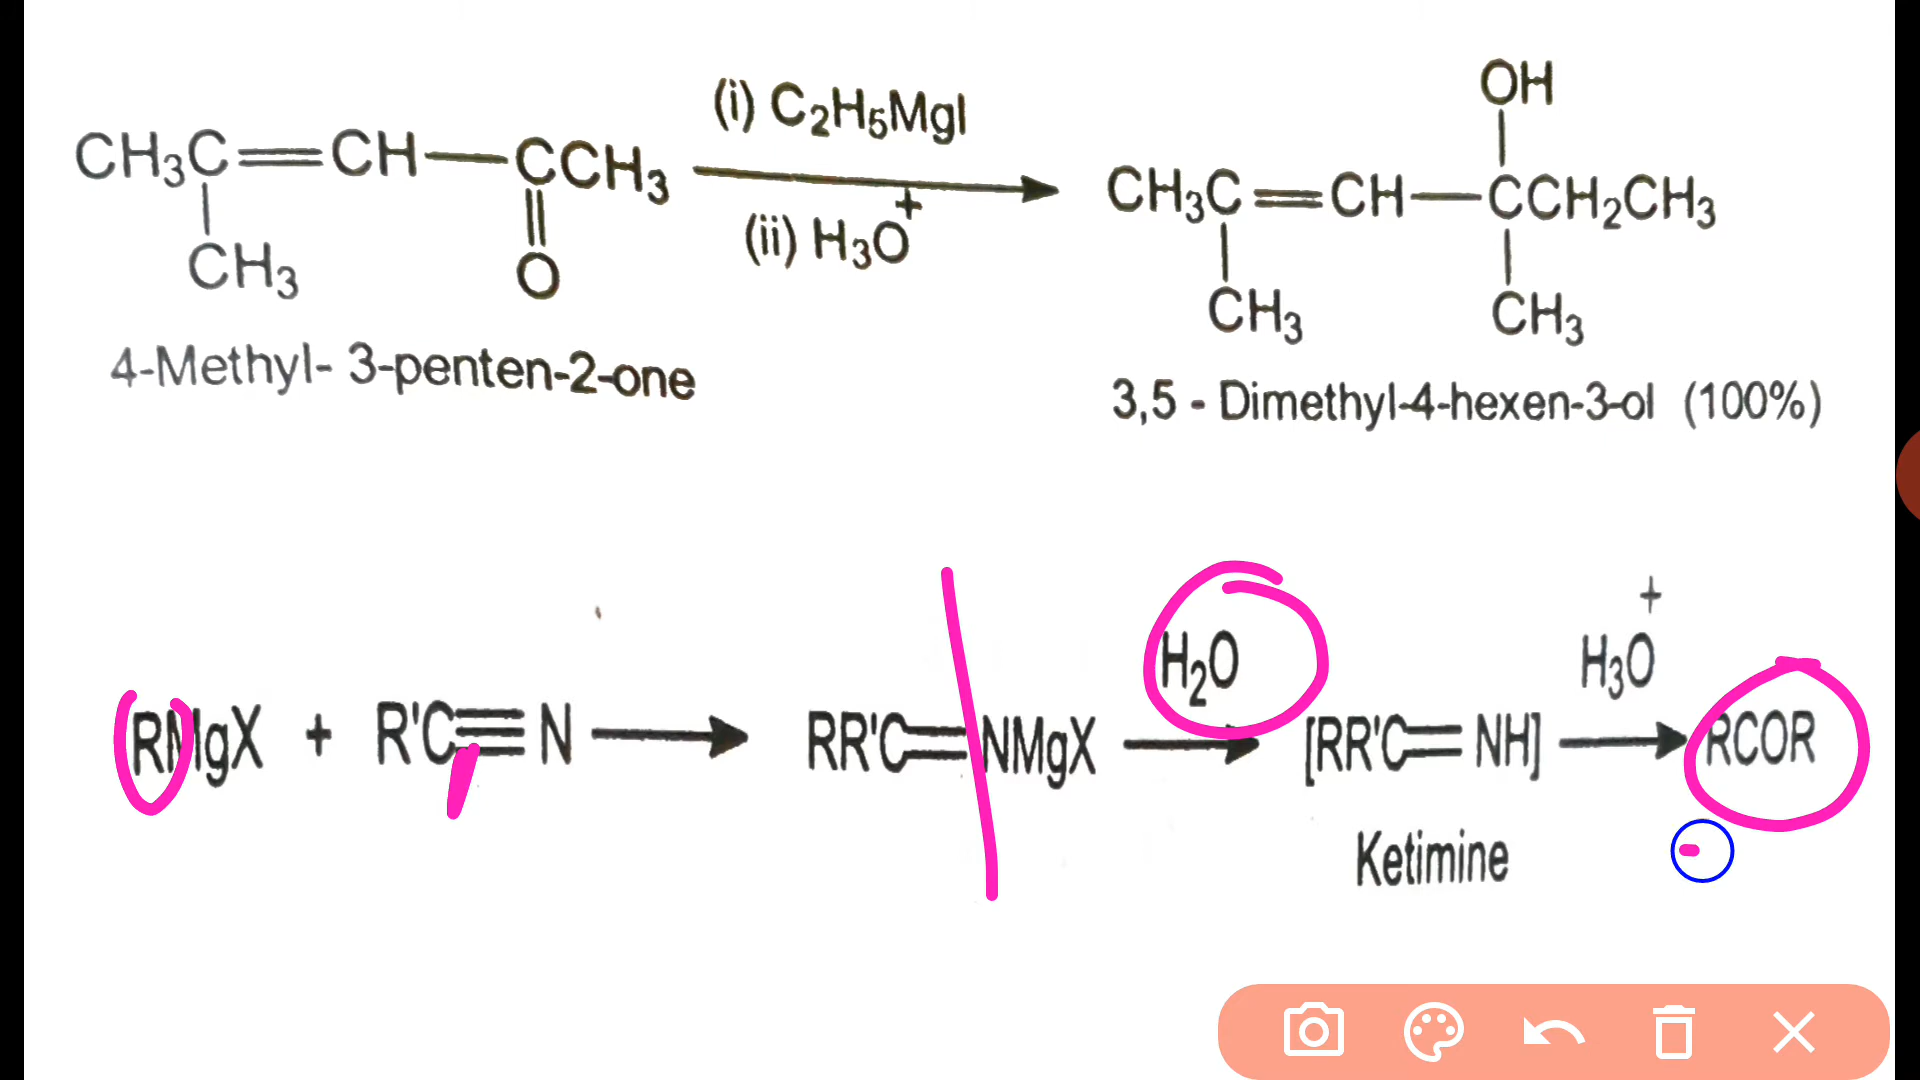 (i) C₂H₅MgI
CH₃C=CH—CCH₃
(ii) H₃O⁺
CH₃ O
4-Methyl- 3-penten-2-one
OH
CH₃C=CH—CCH₂CH₃
CH₃ CH₃
3,5 - Dimethyl-4-hexen-3-ol (100%)
H₂O H₃O⁺
RMgX + R'C≡N → RR'C=NMgX → [RR'C=NH] → RCOR
Ketimine